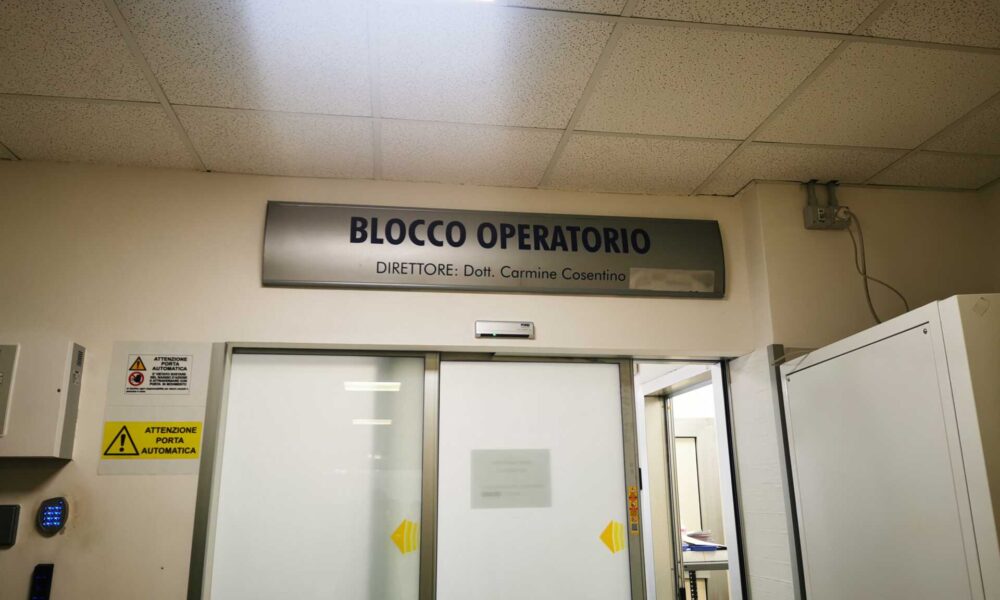 BLOCCO OPERATORIO
DIRETTORE: Dott. Carmine Cosentino
ATTENZIONE
PORTA
AUTOMATICA
ATTENZIONE
PORTA
AUTOMATICA